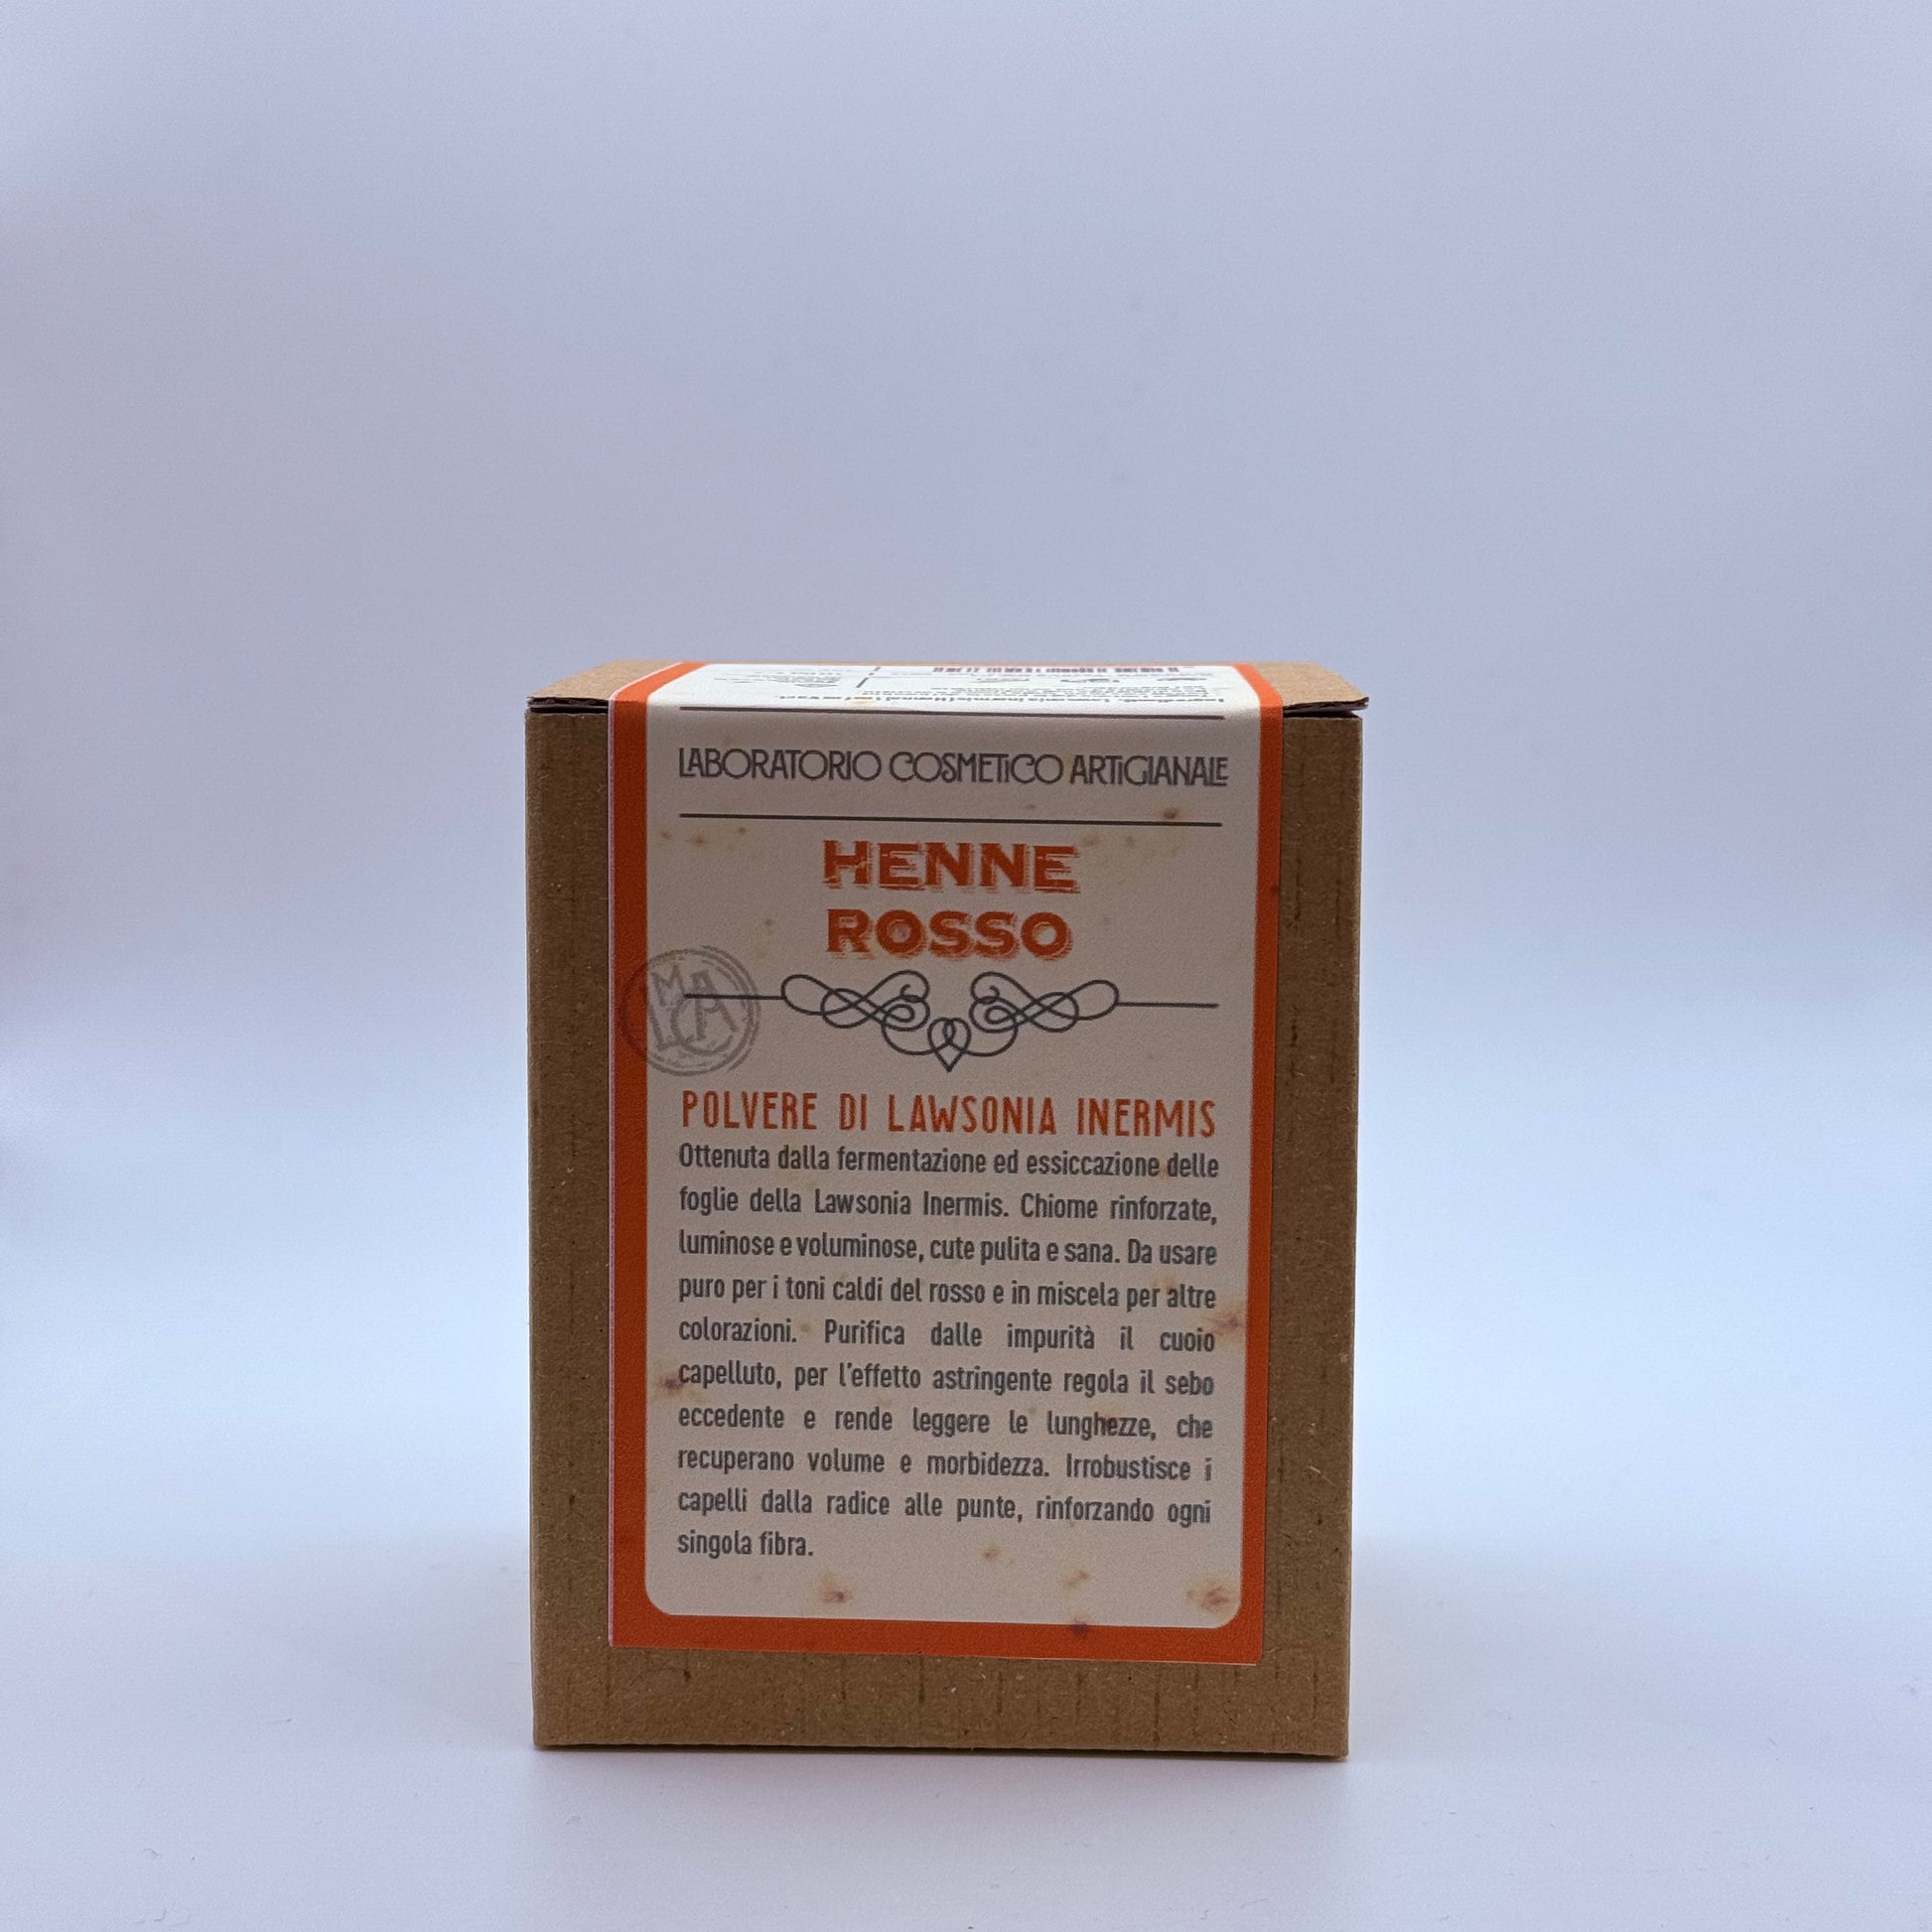 LABORATORIO COSMETICO ARTIGIANALE
HENNE
ROSSO
LMCA
POLVERE DI LAWSONIA INERMIS
Ottenuta dalla fermentazione ed essiccazione delle
foglie della Lawsonia Inermis. Chiome rinforzate,
luminose e voluminose, cute pulita e sana. Da usare
puro per i toni caldi del rosso e in miscela per altre
colorazioni. Purifica dalle impurità il cuoio
capelluto, per l'effetto astringente regola il sebo
eccedente e rende leggere le lunghezze, che
recuperano volume e morbidezza. Irrobustisce i
capelli dalla radice alle punte, rinforzando ogni
singola fibra.